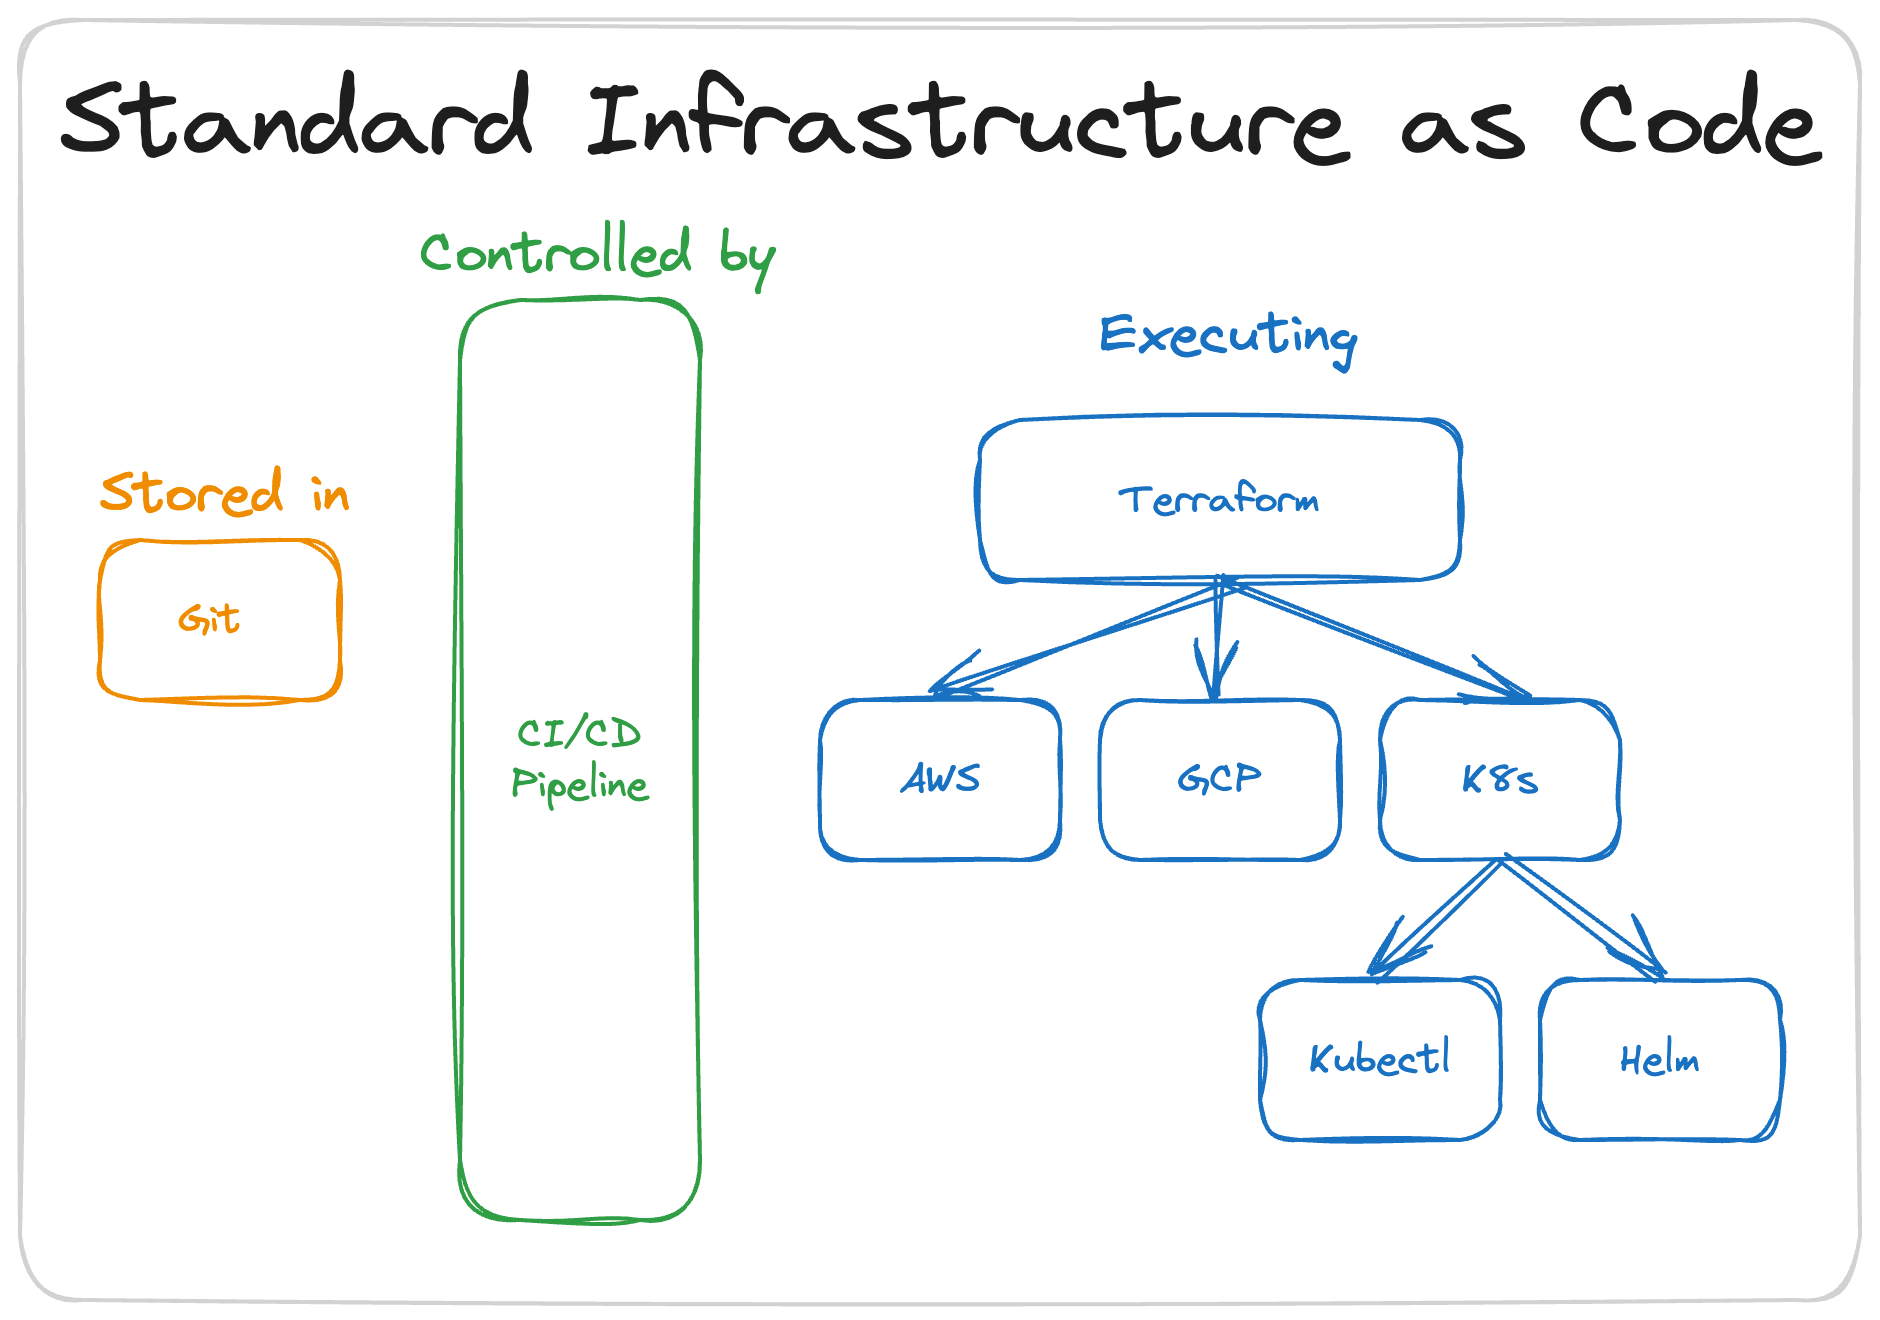 Standard Infrastructure as Code
Controlled by
Executing
Stored in
Terraform
Git
CI/CD
Pipeline
AWS
GCP
K8s
Kubectl
Helm